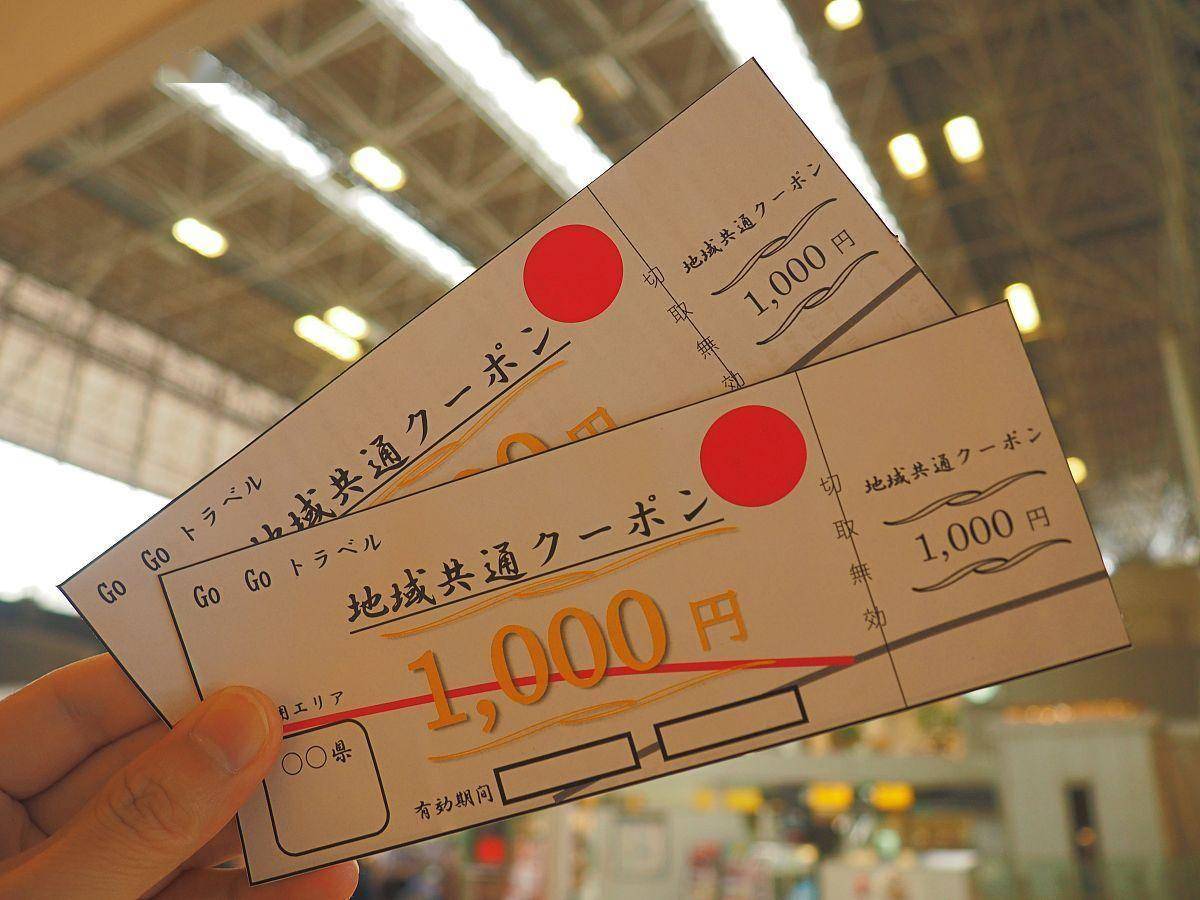 地域共通クーポン
1,000 円
切取無効
Go Go トラベル
地域共通クーポン
00 円
Go Go トラベル
地域共通クーポン
1,000 円
用エリア
○○県
有効期間
切取無効
地域共通クーポン
1,000 円